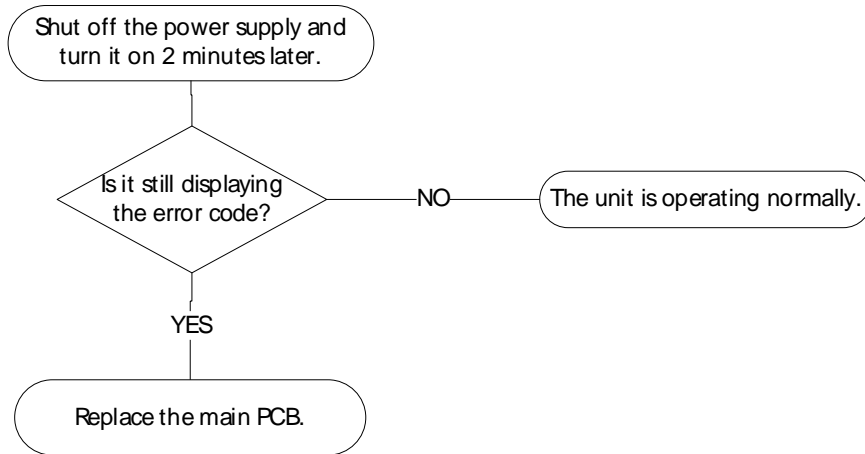 Shut off the power supply and
turn it on 2 minutes later.
Is it still displaying
the error code?
NO
The unit is operating normally.
YES
Replace the main PCB.